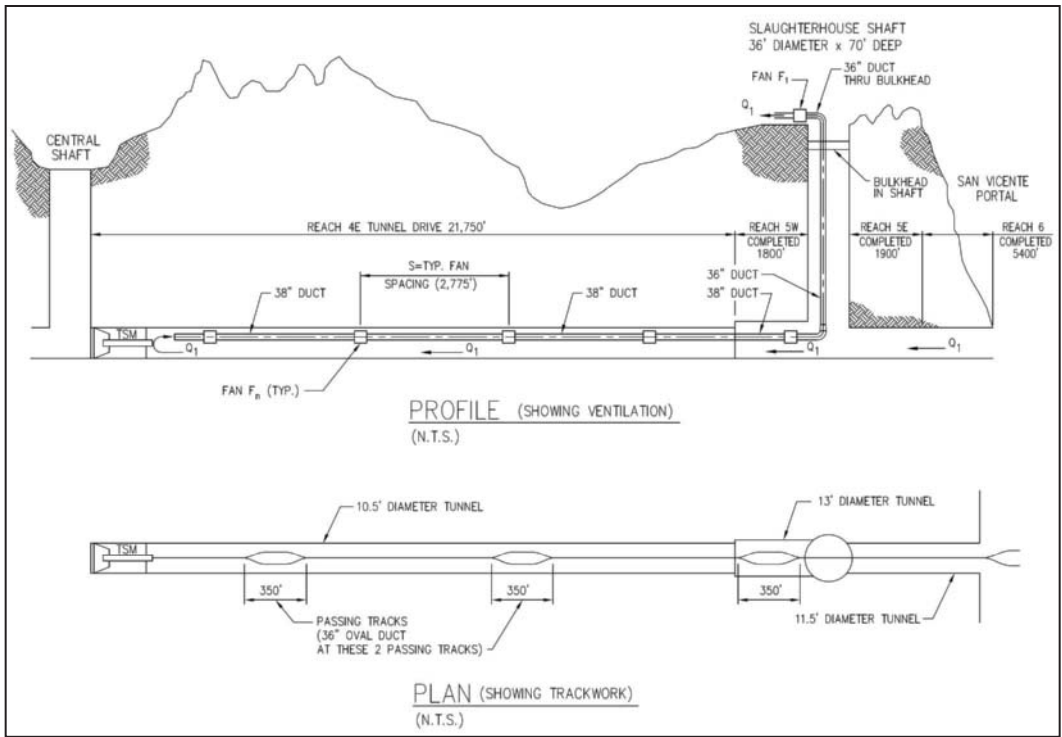 SLAUGHTERHOUSE SHAFT
36' DIAMETER x 70' DEEP
FAN F1
36" DUCT
THRU BULKHEAD
Q1
CENTRAL
SHAFT
BULKHEAD
IN SHAFT
SAN VICENTE
PORTAL
REACH 4E TUNNEL DRIVE 21,750'
REACH 5W
COMPLETED
1800'
REACH 5E
COMPLETED
1900'
REACH 6
COMPLETED
5400'
S=TYP. FAN
SPACING (2,775')
36" DUCT
38" DUCT
38" DUCT
38" DUCT
TSM
Q1
Q1
Q1
Q1
FAN Fn (TYP.)
PROFILE (SHOWING VENTILATION)
(N.T.S.)
10.5' DIAMETER TUNNEL
13' DIAMETER TUNNEL
TSM
350'
350'
350'
PASSING TRACKS
(36" OVAL DUCT
AT THESE 2 PASSING TRACKS)
11.5' DIAMETER TUNNEL
PLAN (SHOWING TRACKWORK)
(N.T.S.)